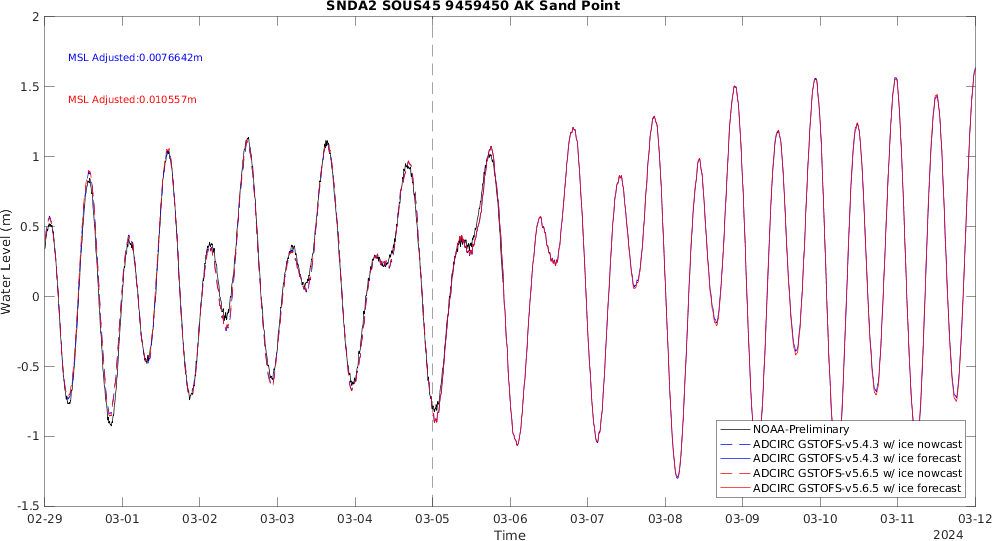 SNDA2 SOUS45 9459450 AK Sand Point
2
1.5
1
0.5
0
-0.5
-1
-1.5
Water Level (m)
MSL Adjusted:0.0076642m
MSL Adjusted:0.010557m
NOAA-Preliminary
ADCIRC GSTOFS-v5.4.3 w/ ice nowcast
ADCIRC GSTOFS-v5.4.3 w/ ice forecast
ADCIRC GSTOFS-v5.6.5 w/ ice nowcast
ADCIRC GSTOFS-v5.6.5 w/ ice forecast
02-29 03-01 03-02 03-03 03-04 03-05 03-06 03-07 03-08 03-09 03-10 03-11 03-12
Time
2024